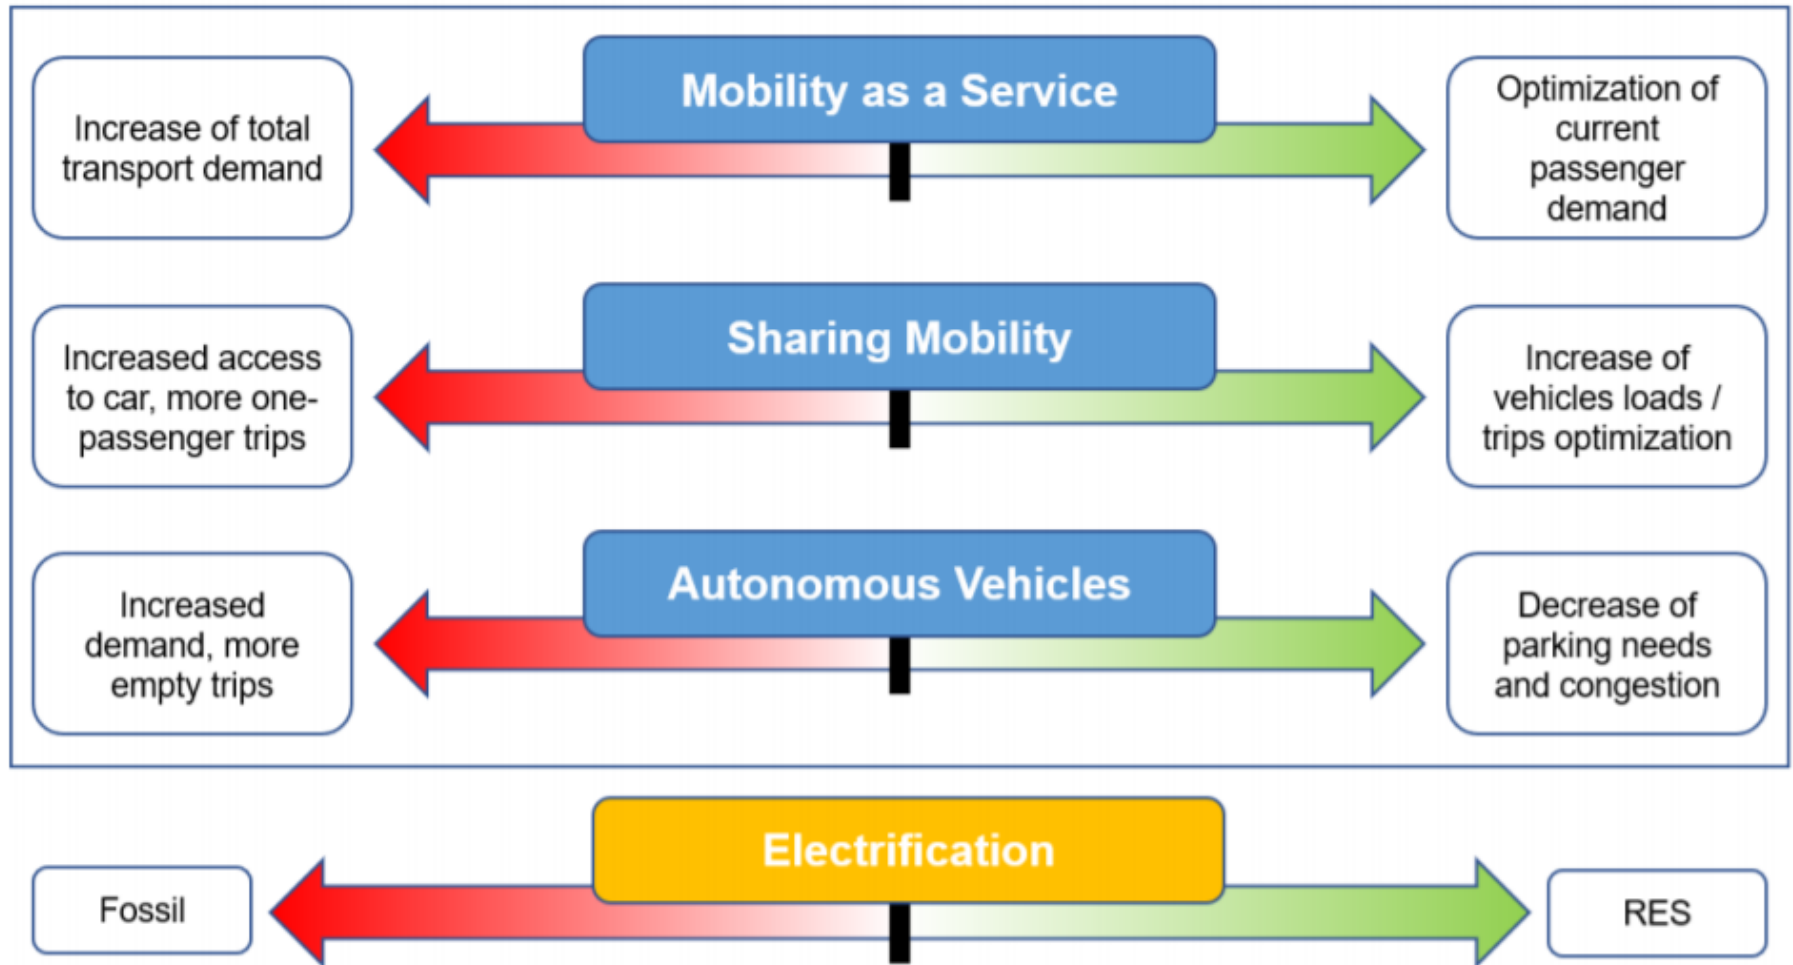 Mobility as a Service
Increase of total
transport demand
Optimization of
current
passenger
demand
Sharing Mobility
Increased access
to car, more one-
passenger trips
Increase of
vehicles loads /
trips optimization
Autonomous Vehicles
Increased
demand, more
empty trips
Decrease of
parking needs
and congestion
Electrification
Fossil
RES